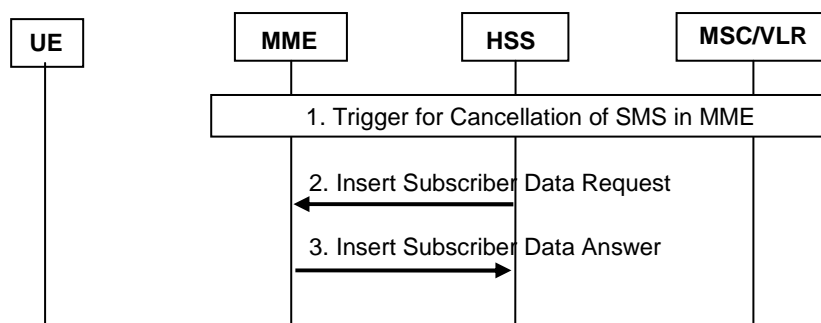 UE
MME
HSS
MSC/VLR
1. Trigger for Cancellation of SMS in MME
2. Insert Subscriber Data Request
3. Insert Subscriber Data Answer